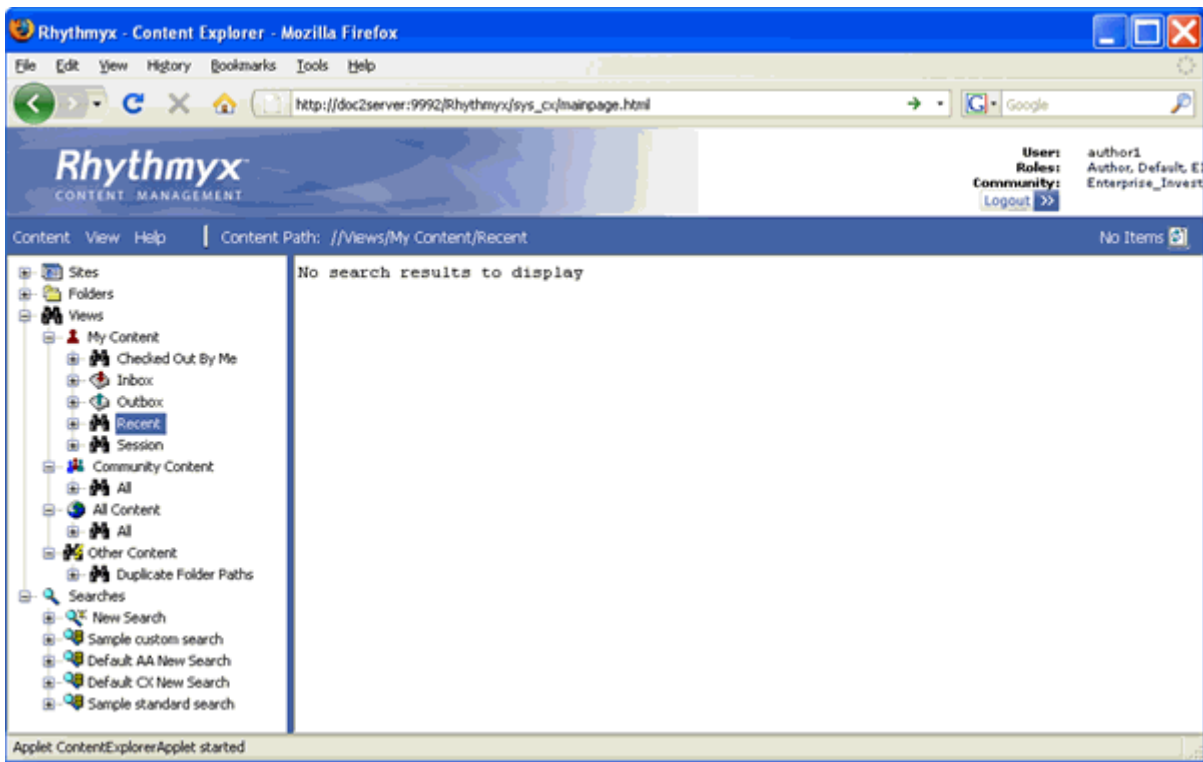 Rhythmyx - Content Explorer - Mozilla Firefox
File Edit View History Bookmarks Tools Help
http://doc2server:9992/Rhythmyx/sys_cx/mainpage.html
G Google
Rhythmyx
CONTENT MANAGEMENT
User: author1
Roles: Author, Default, E
Community: Enterprise_Invest
Logout >>
Content View Help Content Path: //Views/My Content/Recent No Items
Sites
Folders
Views
My Content
Checked Out By Me
Inbox
Outbox
Recent
Session
Community Content
All
All Content
All
Other Content
Duplicate Folder Paths
Searches
New Search
Sample custom search
Default AA New Search
Default CX New Search
Sample standard search
No search results to display
Applet ContentExplorerApplet started